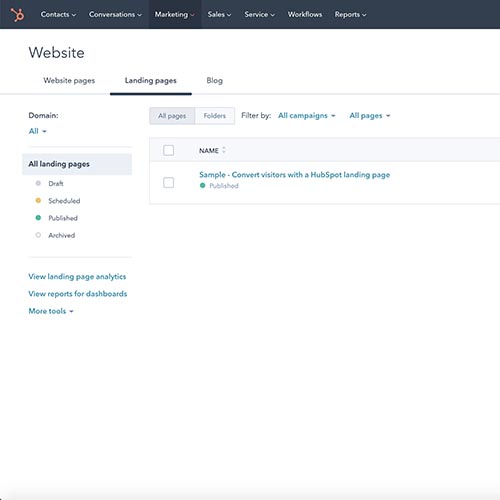 Contacts Conversations Marketing Sales Service Workflows Reports
Website
Website pages Landing pages Blog
Domain:
All
All landing pages
Draft
Scheduled
Published
Archived
View landing page analytics
View reports for dashboards
More tools
All pages Folders Filter by: All campaigns All pages
NAME
Sample - Convert visitors with a HubSpot landing page
Published